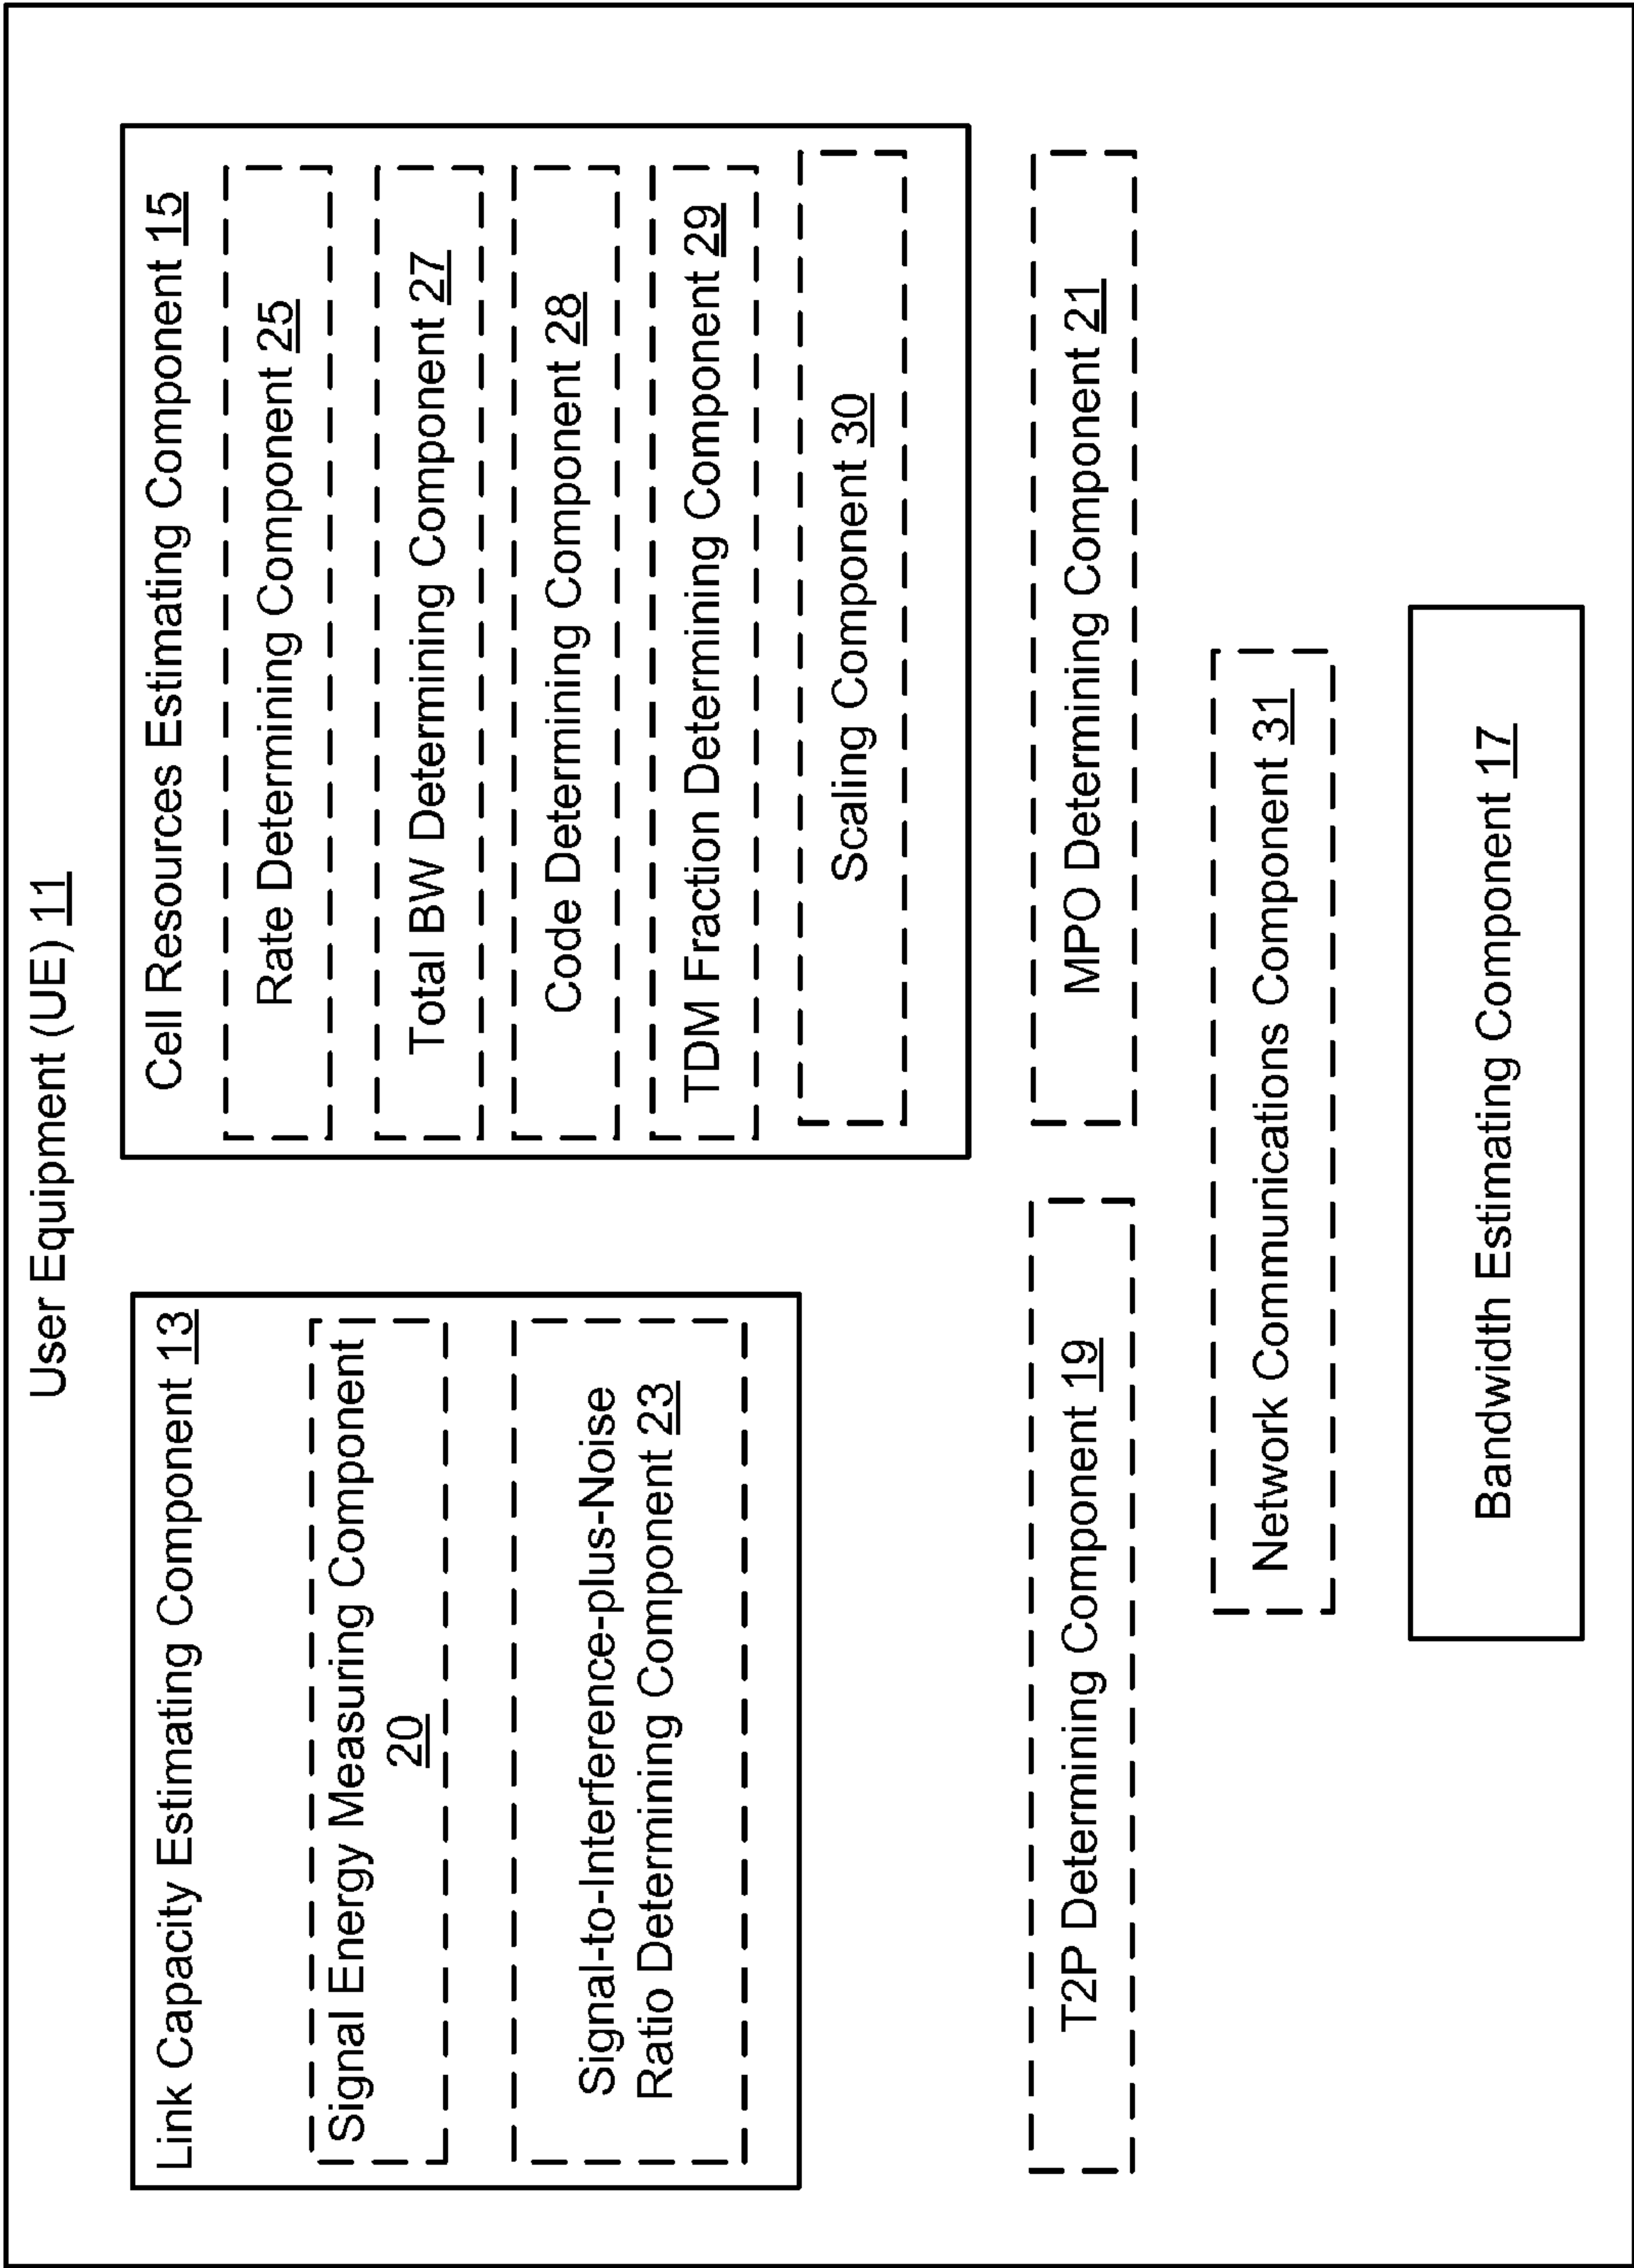 User Equipment (UE) 11
Link Capacity Estimating Component 13
Signal Energy Measuring Component
20
Signal-to-Interference-plus-Noise
Ratio Determining Component 23
Cell Resources Estimating Component 15
Rate Determining Component 25
Total BW Determining Component 27
Code Determining Component 28
TDM Fraction Determining Component 29
Scaling Component 30
T2P Determining Component 19
MPO Determining Component 21
Network Communications Component 31
Bandwidth Estimating Component 17